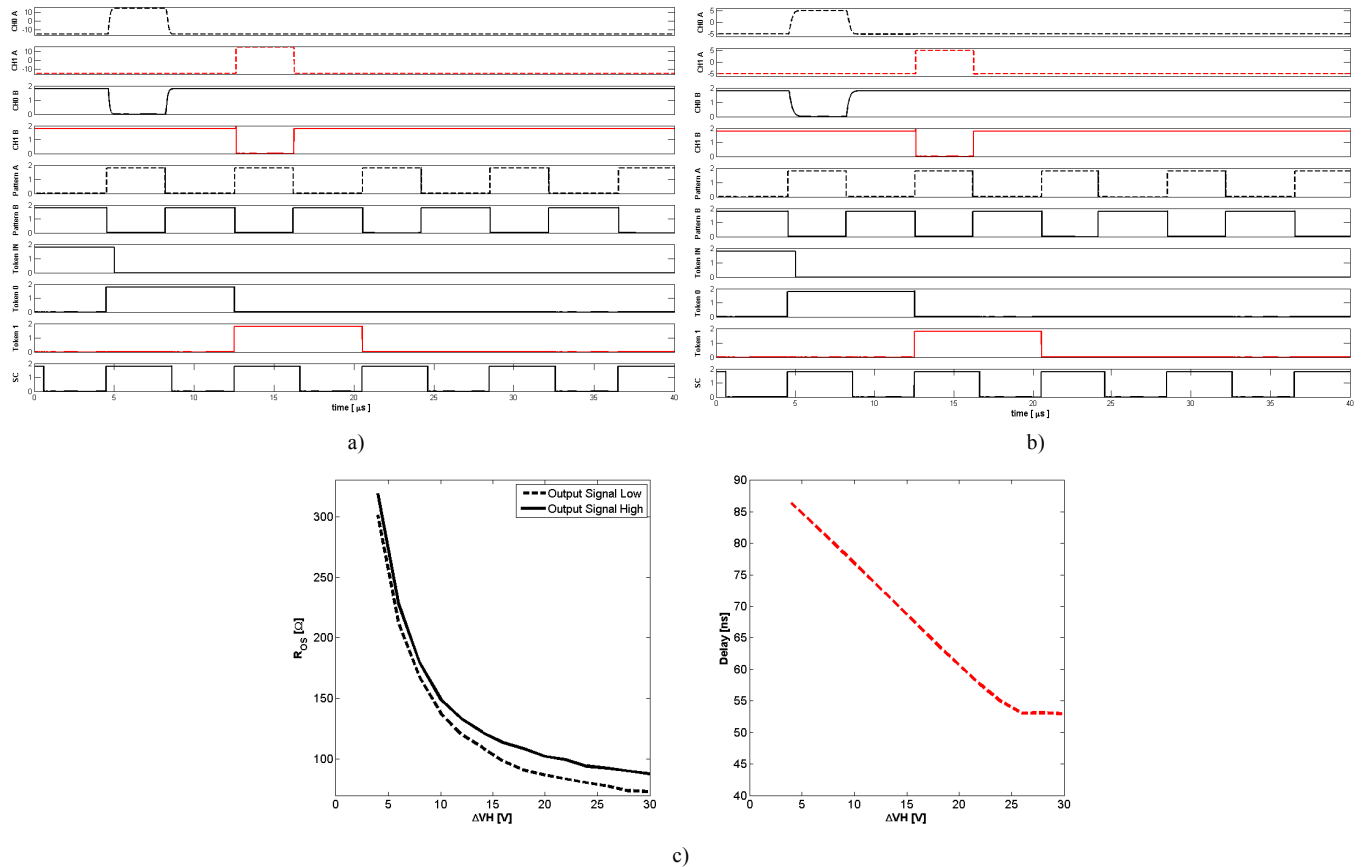 CH0 A
10
0
-10
CH1 A
10
0
-10
CH0 B
2
1
0
CH1 B
2
1
0
Pattern A
2
1
0
Pattern B
2
1
0
Token IN
2
1
0
Token 0
2
1
0
Token 1
2
1
0
SC
2
1
0
0 5 10 15 20 25 30 35 40
time [ μs ]
a)
CH0 A
5
0
-5
CH1 A
5
0
-5
CH0 B
2
1
0
CH1 B
2
1
0
Pattern A
2
1
0
Pattern B
2
1
0
Token IN
2
1
0
Token 0
2
1
0
Token 1
2
1
0
SC
2
1
0
0 5 10 15 20 25 30 35 40
time [ μs ]
b)
Output Signal Low
Output Signal High
R_OS [Ω]
300
250
200
150
100
0 5 10 15 20 25 30
ΔVH [V]
Delay [ns]
90
85
80
75
70
65
60
55
50
45
40
0 5 10 15 20 25 30
ΔVH [V]
c)